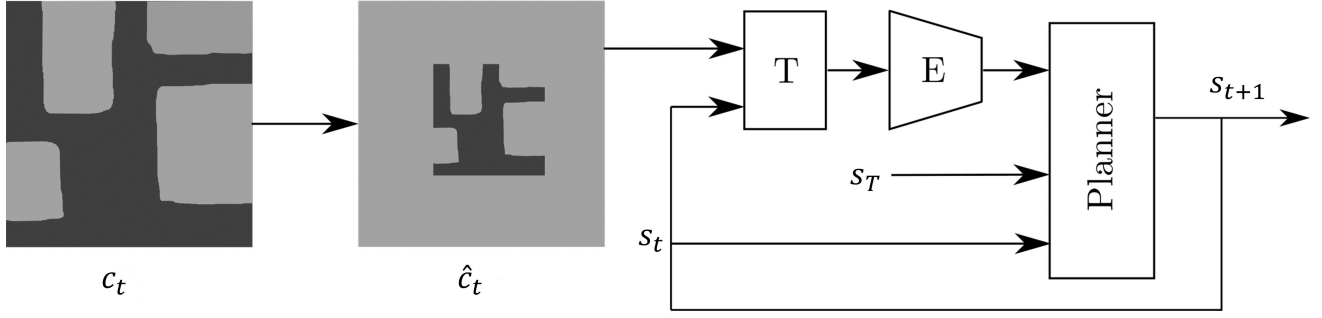 T
E
Planner
s_{t+1}
s_T
s_t
c_t
ĉ_t